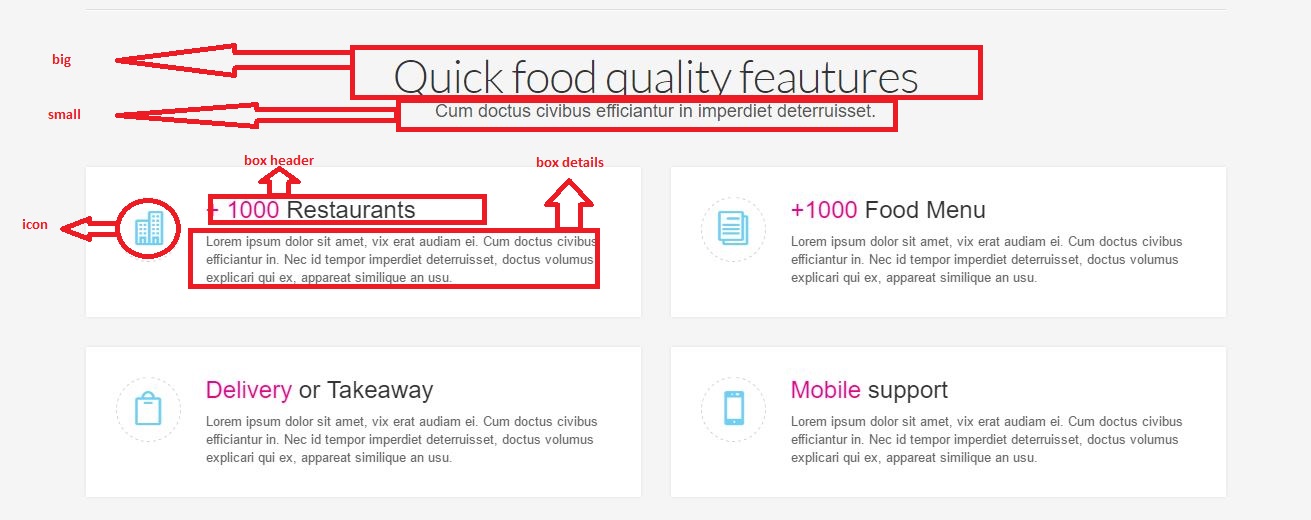 big
Quick food quality feautures
small
Cum doctus civibus efficiantur in imperdiet deterruisset.
box header
box details
icon
+ 1000 Restaurants
Lorem ipsum dolor sit amet, vix erat audiam ei. Cum doctus civibus
efficiantur in. Nec id tempor imperdiet deterruisset, doctus volumus
explicari qui ex, appareat similique an usu.
+1000 Food Menu
Lorem ipsum dolor sit amet, vix erat audiam ei. Cum doctus civibus
efficiantur in. Nec id tempor imperdiet deterruisset, doctus volumus
explicari qui ex, appareat similique an usu.
Delivery or Takeaway
Lorem ipsum dolor sit amet, vix erat audiam ei. Cum doctus civibus
efficiantur in. Nec id tempor imperdiet deterruisset, doctus volumus
explicari qui ex, appareat similique an usu.
Mobile support
Lorem ipsum dolor sit amet, vix erat audiam ei. Cum doctus civibus
efficiantur in. Nec id tempor imperdiet deterruisset, doctus volumus
explicari qui ex, appareat similique an usu.